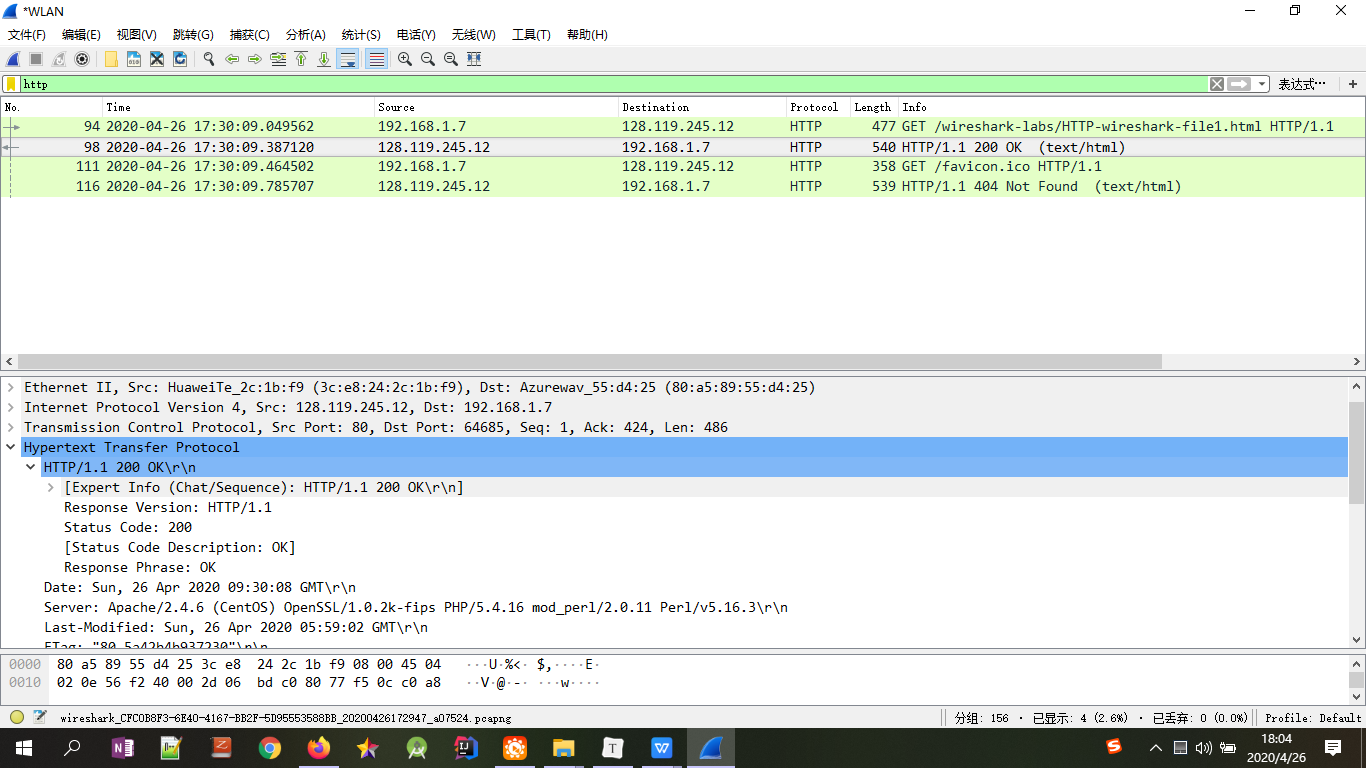 *WLAN
文件(F) 编辑(E) 视图(V) 跳转(G) 捕获(C) 分析(A) 统计(S) 电话(Y) 无线(W) 工具(T) 帮助(H)
http 表达式… +
No. Time Source Destination Protocol Length Info
94 2020-04-26 17:30:09.049562 192.168.1.7 128.119.245.12 HTTP 477 GET /wireshark-labs/HTTP-wireshark-file1.html HTTP/1.1
98 2020-04-26 17:30:09.387120 128.119.245.12 192.168.1.7 HTTP 540 HTTP/1.1 200 OK (text/html)
111 2020-04-26 17:30:09.464502 192.168.1.7 128.119.245.12 HTTP 358 GET /favicon.ico HTTP/1.1
116 2020-04-26 17:30:09.785707 128.119.245.12 192.168.1.7 HTTP 539 HTTP/1.1 404 Not Found (text/html)
Ethernet II, Src: HuaweiTe_2c:1b:f9 (3c:e8:24:2c:1b:f9), Dst: Azurewav_55:d4:25 (80:a5:89:55:d4:25)
Internet Protocol Version 4, Src: 128.119.245.12, Dst: 192.168.1.7
Transmission Control Protocol, Src Port: 80, Dst Port: 64685, Seq: 1, Ack: 424, Len: 486
Hypertext Transfer Protocol
HTTP/1.1 200 OK\r\n
[Expert Info (Chat/Sequence): HTTP/1.1 200 OK\r\n]
Response Version: HTTP/1.1
Status Code: 200
[Status Code Description: OK]
Response Phrase: OK
Date: Sun, 26 Apr 2020 09:30:08 GMT\r\n
Server: Apache/2.4.6 (CentOS) OpenSSL/1.0.2k-fips PHP/5.4.16 mod_perl/2.0.11 Perl/v5.16.3\r\n
Last-Modified: Sun, 26 Apr 2020 05:59:02 GMT\r\n
ETag: "80-5a42b4b937230"\r\n
0000 80 a5 89 55 d4 25 3c e8 24 2c 1b f9 08 00 45 04 ···U·%<· $,····E·
0010 02 0e 56 f2 40 00 2d 06 bd c0 80 77 f5 0c c0 a8 ··V·@·-· ···w····
wireshark_CFC0B8F3-6E40-4167-BB2F-5D95553588BB_20200426172947_a07524.pcapng 分组: 156 · 已显示: 4 (2.6%) · 已丢弃: 0 (0.0%) Profile: Default
18:04
2020/4/26